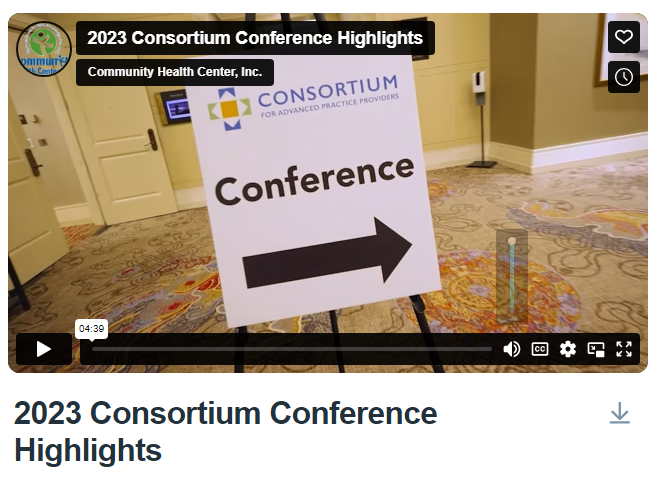 2023 Consortium Conference Highlights
Community Health Center, Inc.
CONSORTIUM
FOR ADVANCED PRACTICE PROVIDERS
Conference
04:39
CC
2023 Consortium Conference
Highlights